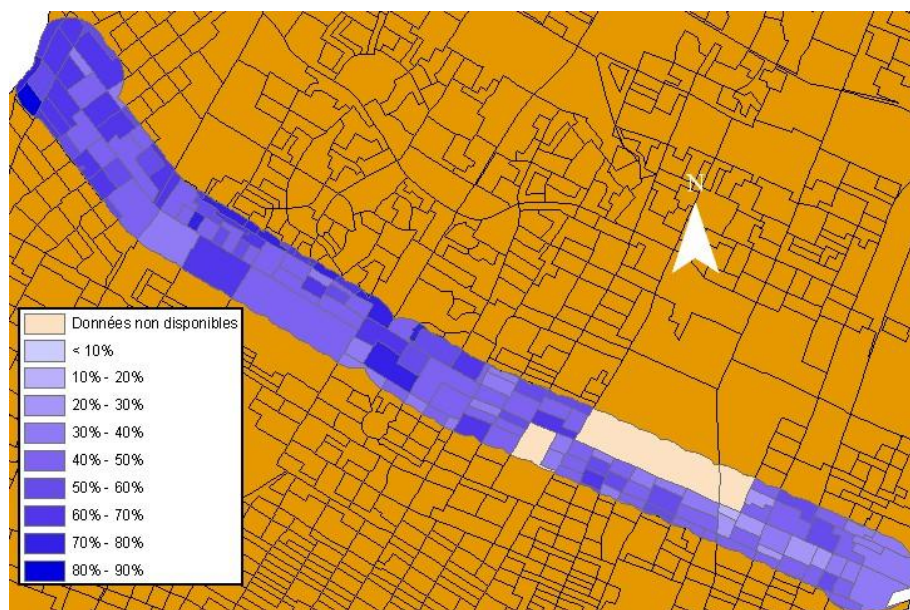 N
Données non disponibles
< 10%
10% - 20%
20% - 30%
30% - 40%
40% - 50%
50% - 60%
60% - 70%
70% - 80%
80% - 90%